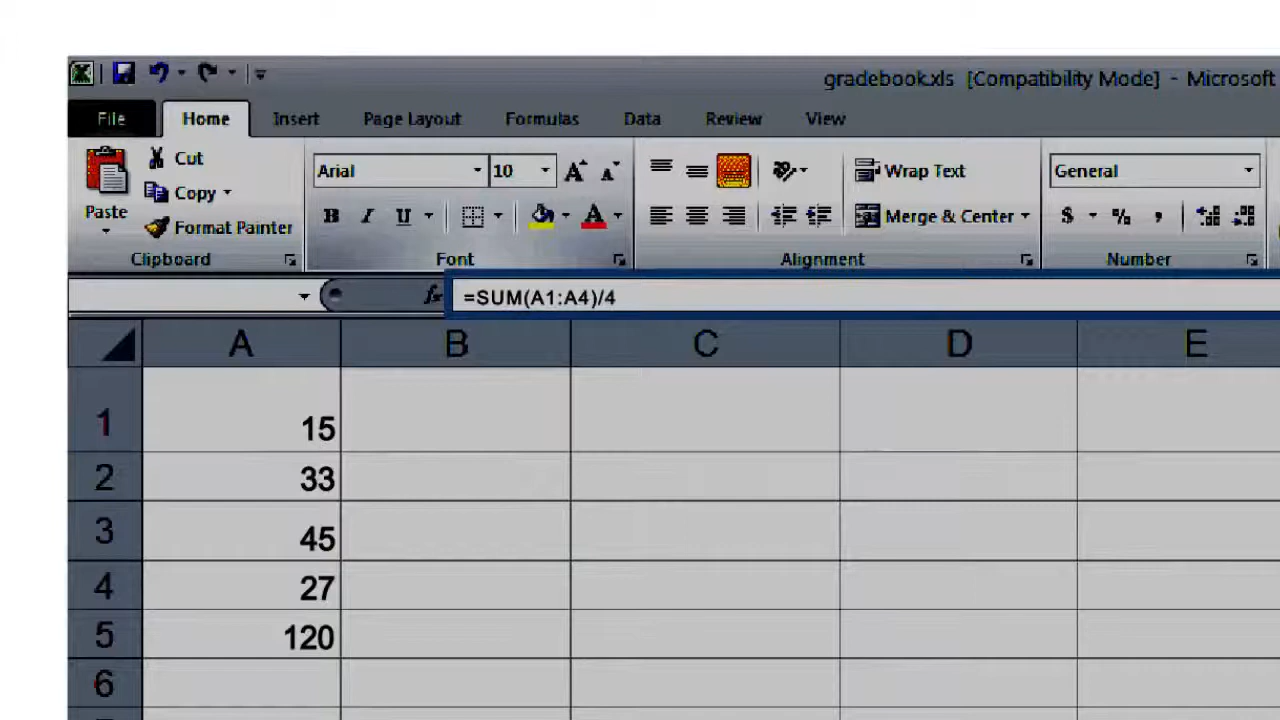 gradebook.xls [Compatibility Mode] - Microsoft
File Home Insert Page Layout Formulas Data Review View
Paste
Cut
Copy
Format Painter
Clipboard
Arial 10
B I U A
Font
Wrap Text
Merge & Center
Alignment
General
$ % ,
Number
fx =SUM(A1:A4)/4
A B C D E
1 15
2 33
3 45
4 27
5 120
6